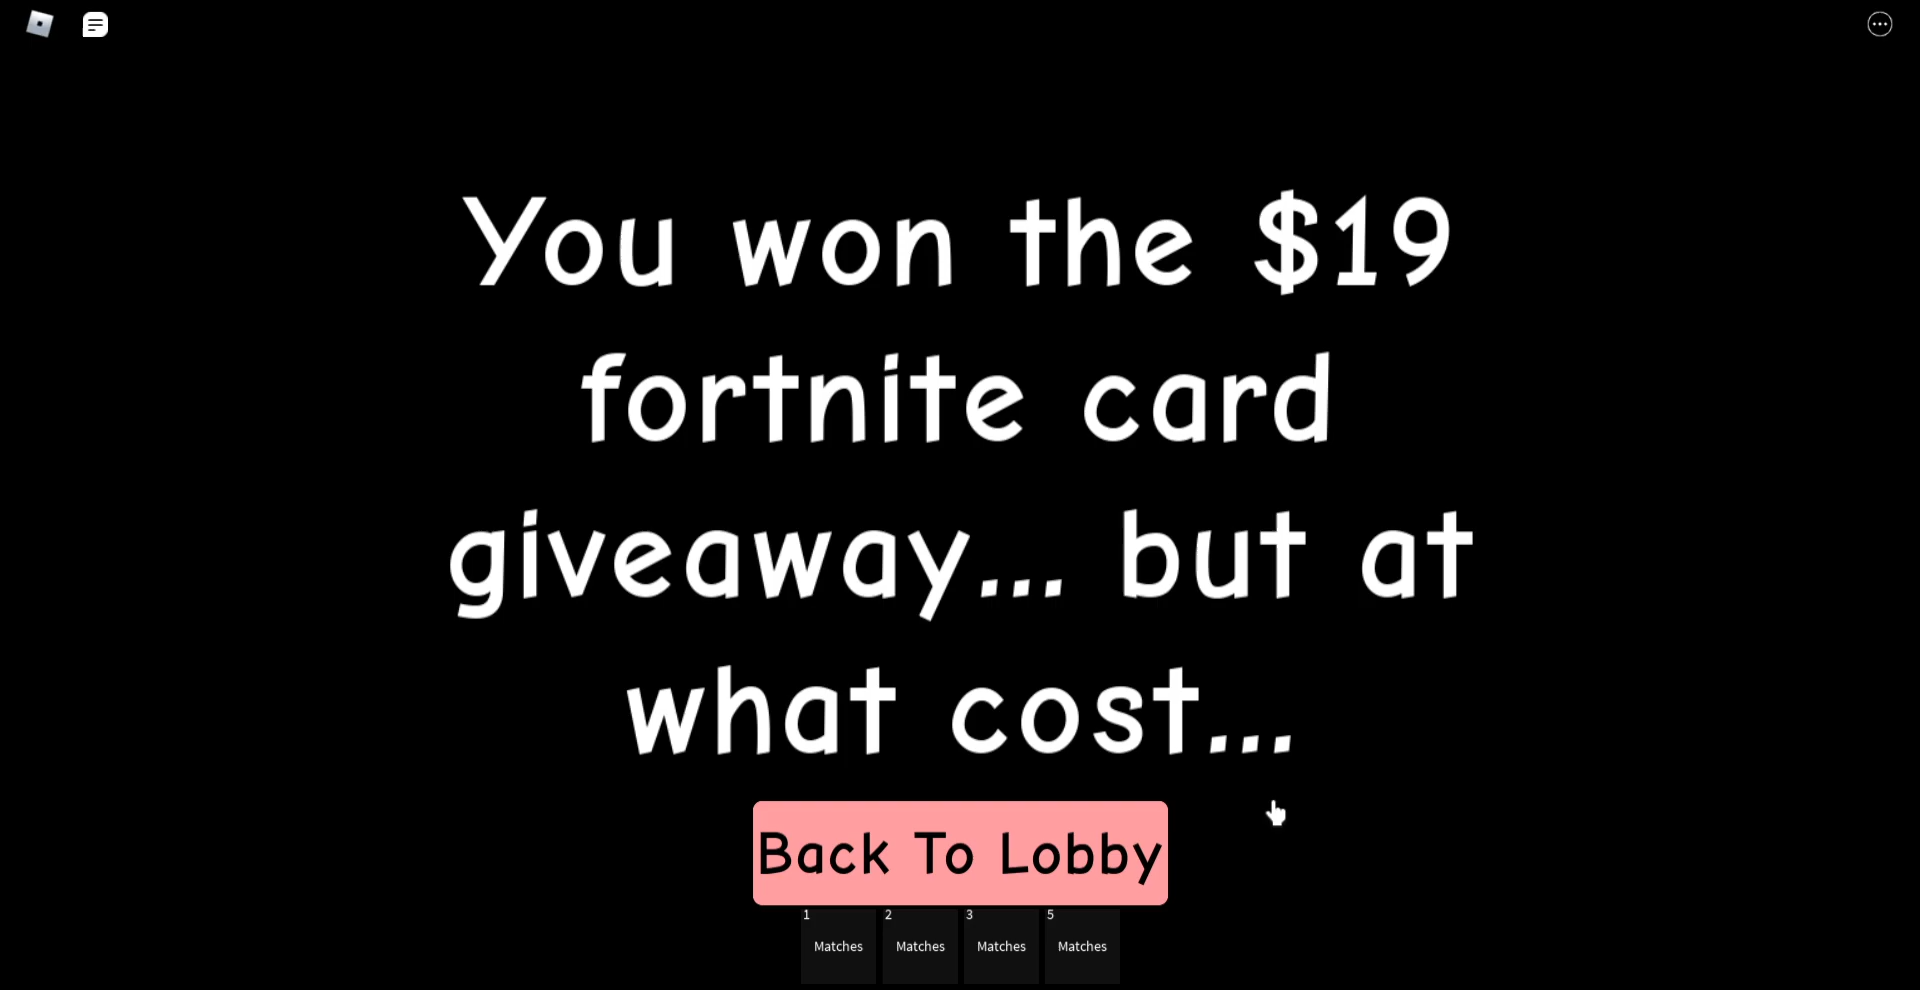 You won the $19
fortnite card
giveaway... but at
what cost...
Back To Lobby
1 2 3 5
Matches Matches Matches Matches